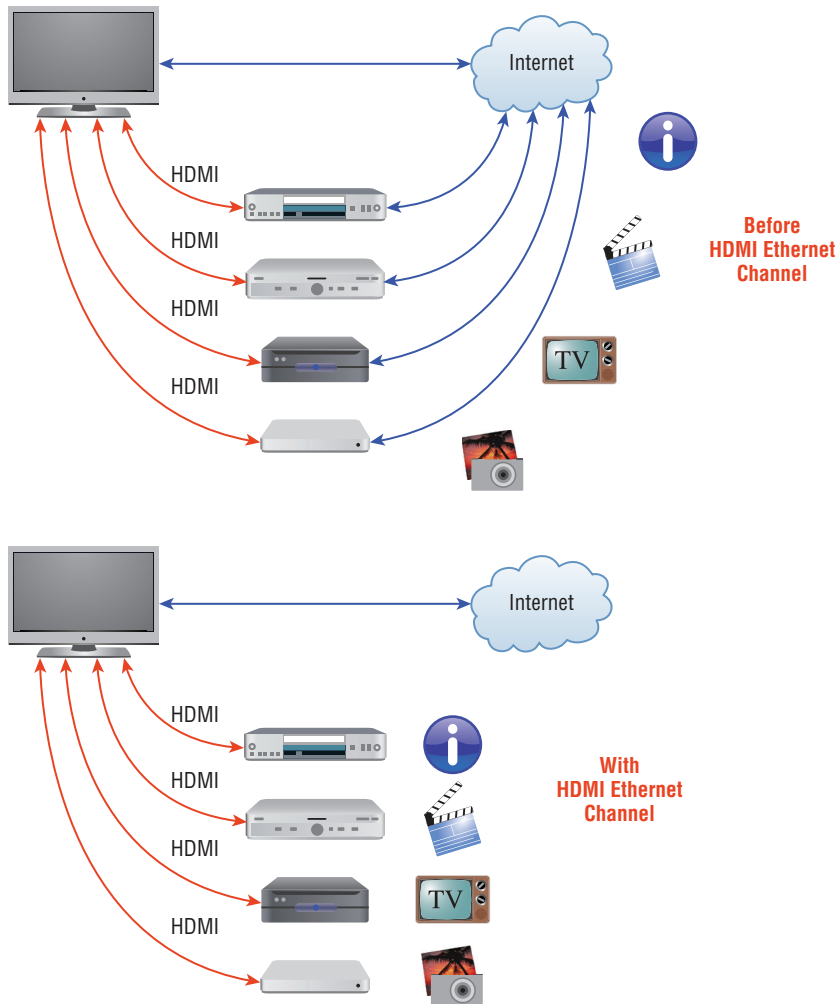 Internet
HDMI
HDMI
HDMI
HDMI
Before
HDMI Ethernet
Channel
TV
Internet
HDMI
HDMI
HDMI
HDMI
With
HDMI Ethernet
Channel
TV